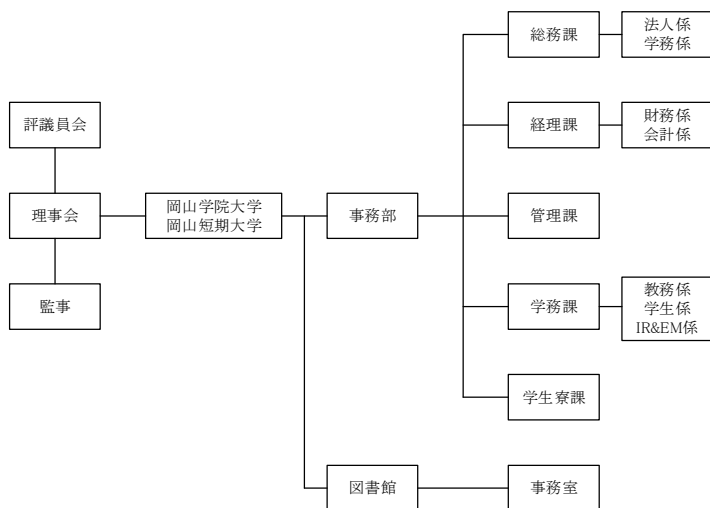 総務課
法人係
学務係
評議員会
経理課
財務係
会計係
理事会
岡山学院大学
岡山短期大学
事務部
管理課
監事
学務課
教務係
学生係
IR&EM係
学生寮課
図書館
事務室